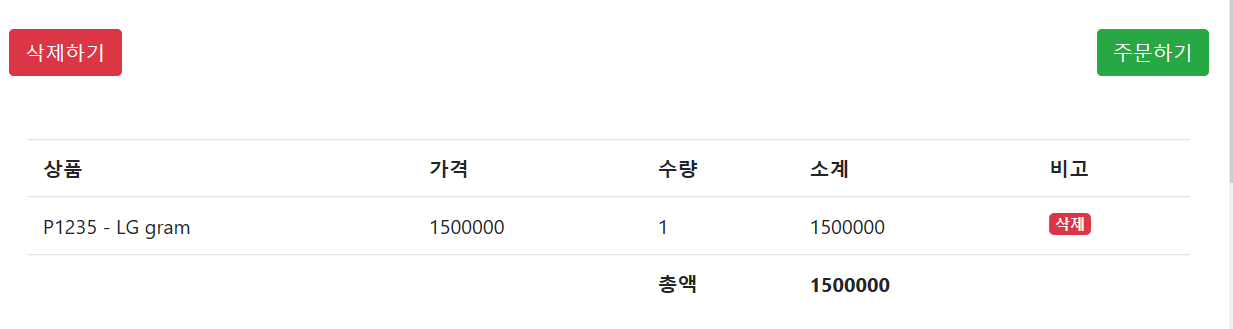 삭제하기 주문하기
상품 가격 수량 소계 비고
P1235 - LG gram 1500000 1 1500000 삭제
총액 1500000